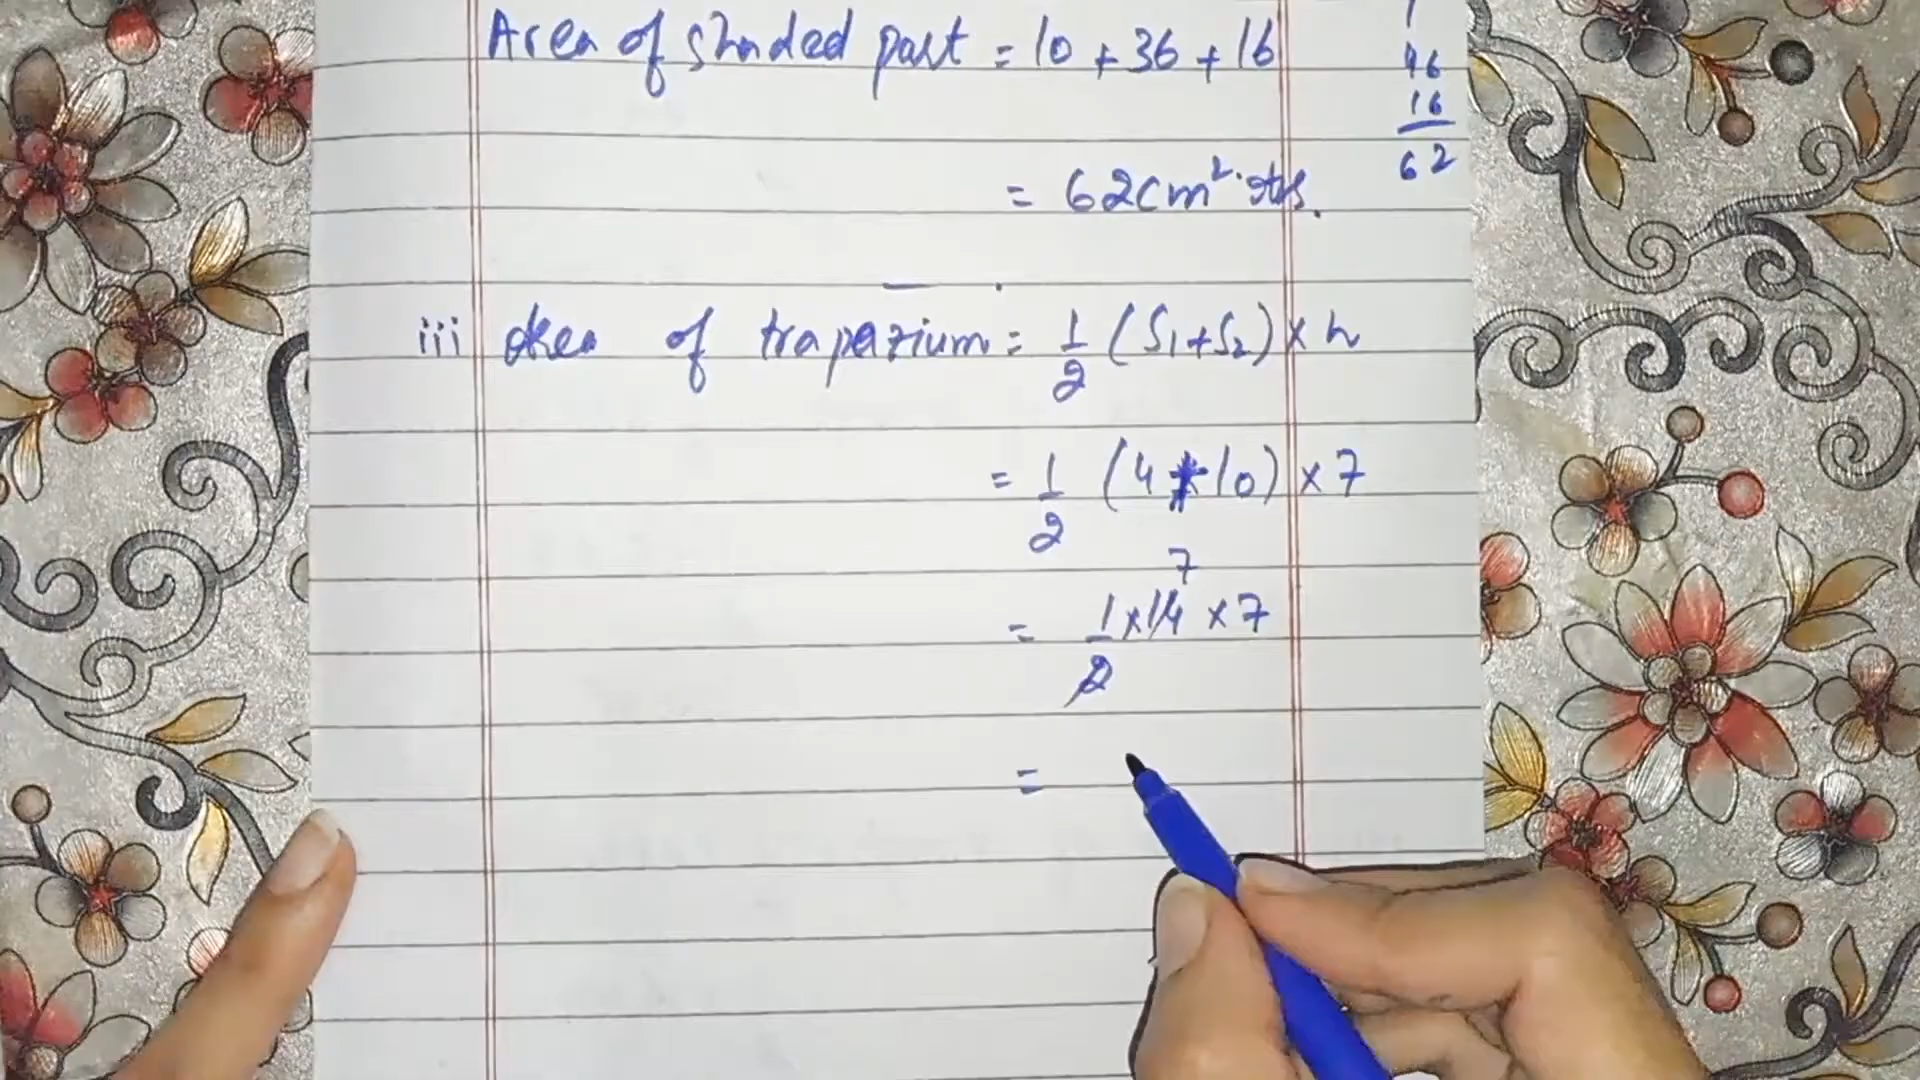 Area of shaded part = 10 + 36 + 16
1
46
16
62
= 62cm².
iii Area of trapezium = 1/2 (S₁+S₂) × h
= 1/2 (4 + 10) × 7
7
= 1/2 × 14 × 7
=